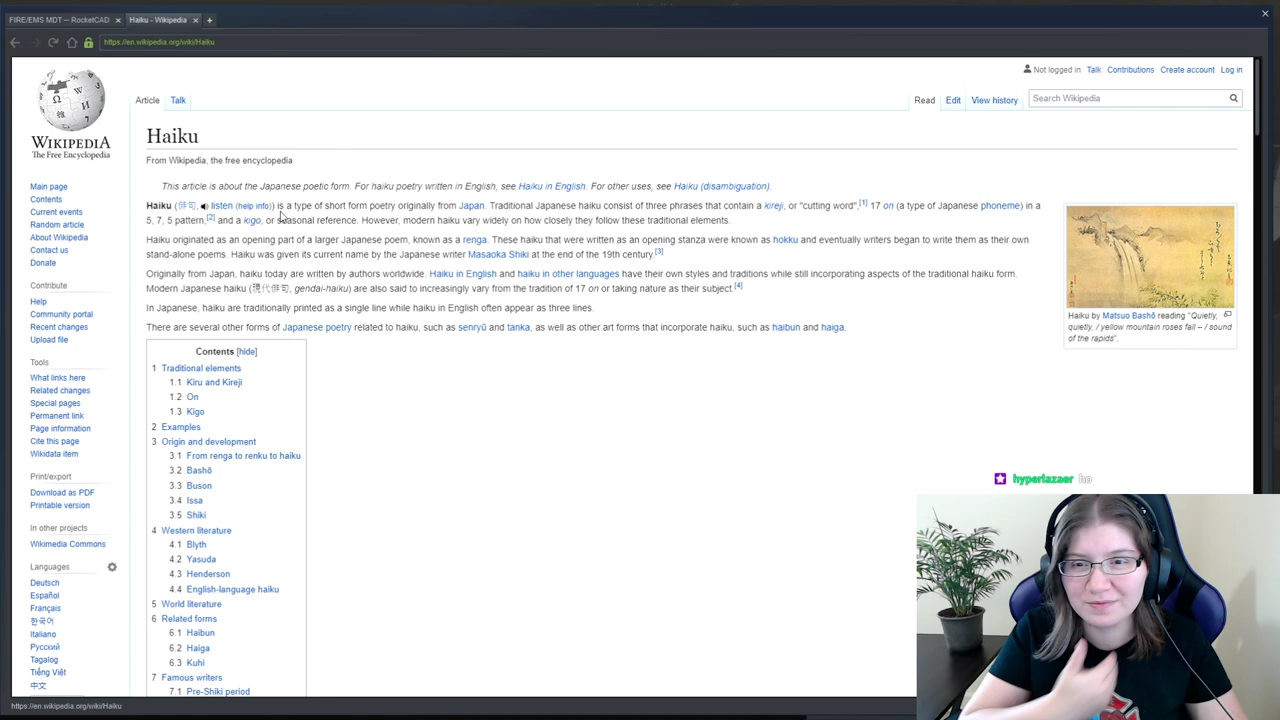 FIRE/EMS MDT — RocketCAD
Haiku - Wikipedia
https://en.wikipedia.org/wiki/Haiku
Not logged in Talk Contributions Create account Log in
Article Talk
Read Edit View history Search Wikipedia
WIKIPEDIA
The Free Encyclopedia
Main page
Contents
Current events
Random article
About Wikipedia
Contact us
Donate
Contribute
Help
Community portal
Recent changes
Upload file
Tools
What links here
Related changes
Special pages
Permanent link
Page information
Cite this page
Wikidata item
Print/export
Download as PDF
Printable version
In other projects
Wikimedia Commons
Languages
Deutsch
Español
Français
한국어
Italiano
Русский
Tagalog
Tiếng Việt
中文
Haiku
From Wikipedia, the free encyclopedia
This article is about the Japanese poetic form. For haiku poetry written in English, see Haiku in English. For other uses, see Haiku (disambiguation).
Haiku (俳句, listen (help info)) is a type of short form poetry originally from Japan. Traditional Japanese haiku consist of three phrases that contain a kireji, or "cutting word",[1] 17 on (a type of Japanese phoneme) in a
5, 7, 5 pattern,[2] and a kigo, or seasonal reference. However, modern haiku vary widely on how closely they follow these traditional elements.
Haiku originated as an opening part of a larger Japanese poem, known as a renga. These haiku that were written as an opening stanza were known as hokku and eventually writers began to write them as their own
stand-alone poems. Haiku was given its current name by the Japanese writer Masaoka Shiki at the end of the 19th century.[3]
Originally from Japan, haiku today are written by authors worldwide. Haiku in English and haiku in other languages have their own styles and traditions while still incorporating aspects of the traditional haiku form.
Modern Japanese haiku (現代俳句, gendai-haiku) are also said to increasingly vary from the tradition of 17 on or taking nature as their subject.[4]
In Japanese, haiku are traditionally printed as a single line while haiku in English often appear as three lines.
There are several other forms of Japanese poetry related to haiku, such as senryū and tanka, as well as other art forms that incorporate haiku, such as haibun and haiga.
Haiku by Matsuo Bashō reading "Quietly,
quietly, / yellow mountain roses fall – / sound
of the rapids".
Contents [hide]
1 Traditional elements
1.1 Kiru and Kireji
1.2 On
1.3 Kigo
2 Examples
3 Origin and development
3.1 From renga to renku to haiku
3.2 Bashō
3.3 Buson
3.4 Issa
3.5 Shiki
4 Western literature
4.1 Blyth
4.2 Yasuda
4.3 Henderson
4.4 English-language haiku
5 World literature
6 Related forms
6.1 Haibun
6.2 Haiga
6.3 Kuhi
7 Famous writers
7.1 Pre-Shiki period
hyperlazaer ho
https://en.wikipedia.org/wiki/Haiku